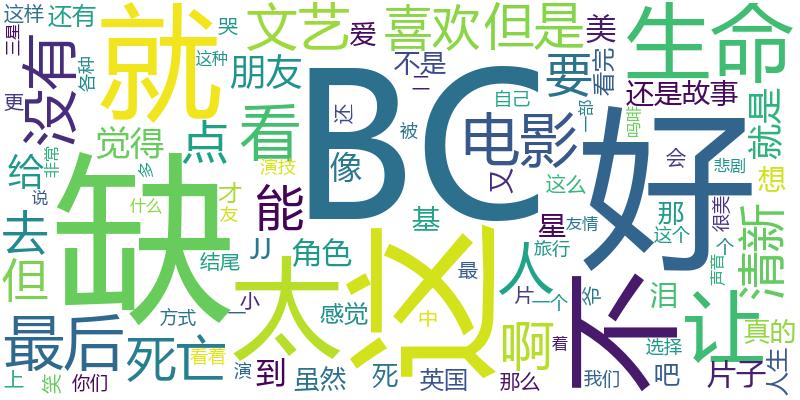 这样
还有
就
哭
文艺
爱
喜欢
但是
美
生命
三星
没有
各种
这种
朋友
BC
不是
二
要
看完
还是
故事
更
觉得
点
看
还
电影
自己
一部
好
吗啡
就是
给
非常
演技
像
被
又
这么
会
悲剧
想
说
多
缺
什么
才
友
能
基
星
友情
那
这个
很美
清新
去
但
结尾
JJ
角色
太
这
最
人
旅行
不
爷
泪
让
声音
个
最后
方式
一
小
感觉
中
片
一个
啊
着
选择
真的
死亡
看着
上
笑
你们
演
到
虽然
死
英国
那么
我们
吧
片子
人生